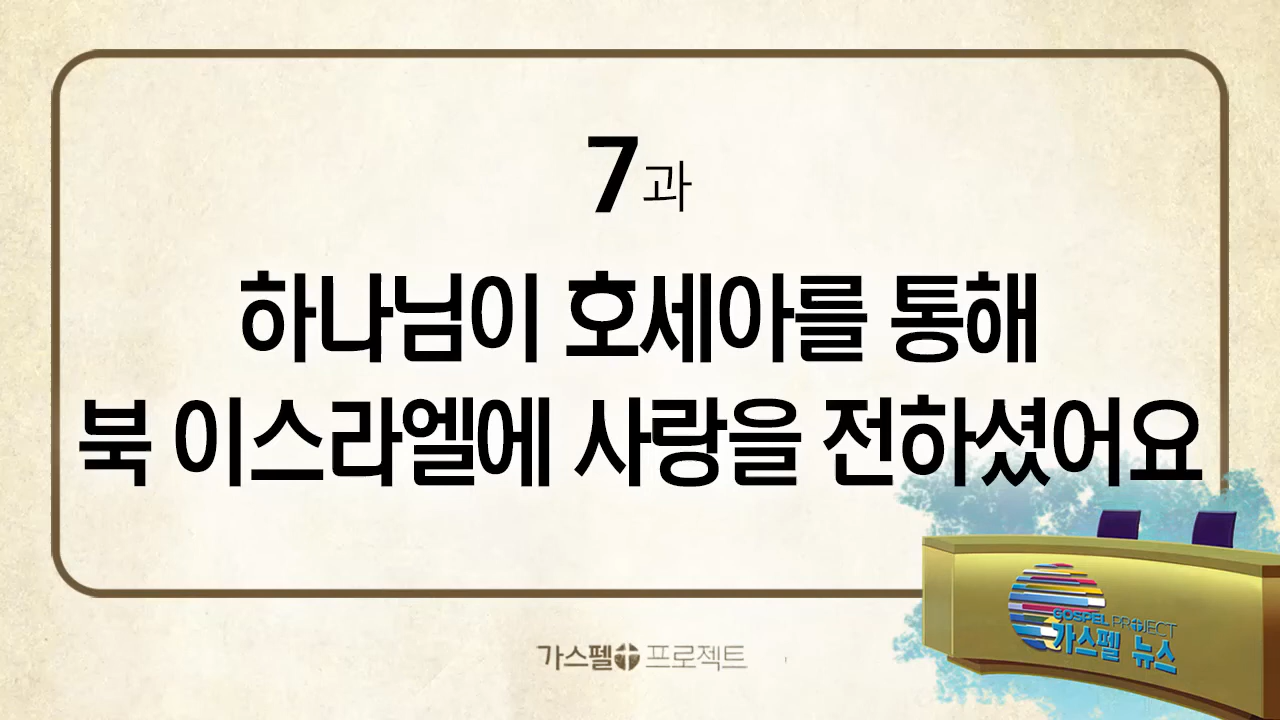 7과
하나님이 호세아를 통해
북 이스라엘에 사랑을 전하셨어요
GOSPEL PROJECT
가스펠 뉴스
가스펠 프로젝트